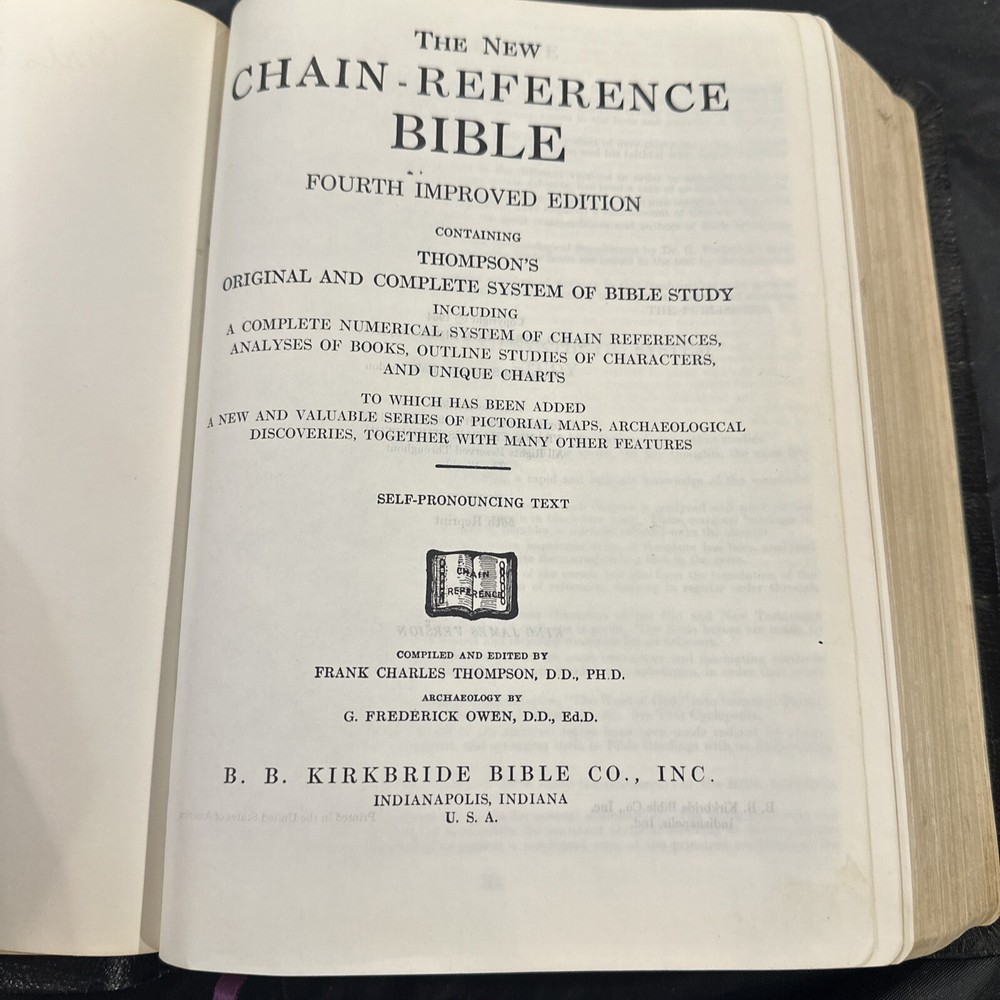 THE NEW
CHAIN-REFERENCE
BIBLE
FOURTH IMPROVED EDITION
CONTAINING
THOMPSON'S
ORIGINAL AND COMPLETE SYSTEM OF BIBLE STUDY
INCLUDING
A COMPLETE NUMERICAL SYSTEM OF CHAIN REFERENCES,
ANALYSES OF BOOKS, OUTLINE STUDIES OF CHARACTERS,
AND UNIQUE CHARTS
TO WHICH HAS BEEN ADDED
A NEW AND VALUABLE SERIES OF PICTORIAL MAPS, ARCHAEOLOGICAL
DISCOVERIES, TOGETHER WITH MANY OTHER FEATURES
SELF-PRONOUNCING TEXT
CHAIN
REFERENCE
COMPILED AND EDITED BY
FRANK CHARLES THOMPSON, D.D., PH.D.
ARCHAEOLOGY BY
G. FREDERICK OWEN, D.D., Ed.D.
B. B. KIRKBRIDE BIBLE CO., INC.
INDIANAPOLIS, INDIANA
U. S. A.